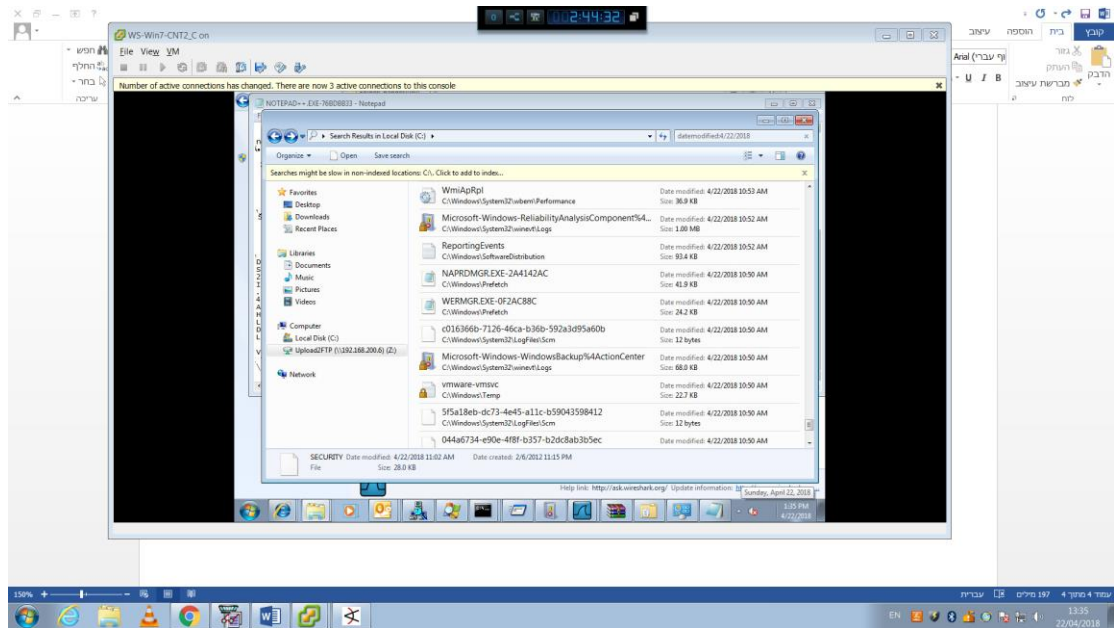 2:44:32
קובץ
בית
הוספה
עיצוב
גזור
העתק
מברשת עיצוב
הדבק
לוח
B I U
חפש
החלף
בחר
עריכה
WS-Win7-CNT2_C on
File View VM
Number of active connections has changed. There are now 3 active connections to this console
NOTEPAD++.EXE-76BD8B33 - Notepad
Search Results in Local Disk (C:)
datemodified:4/22/2018
Organize Open Save search
Searches might be slow in non-indexed locations: C:\. Click to add to index...
Favorites
Desktop
Downloads
Recent Places
Libraries
Documents
Music
Pictures
Videos
Computer
Local Disk (C:)
Upload2FTP (\\192.168.200.6) (Z:)
Network
WmiApRpl Date modified: 4/22/2018 10:53 AM
C:\Windows\System32\wbem\Performance Size: 36.9 KB
Microsoft-Windows-ReliabilityAnalysisComponent%4... Date modified: 4/22/2018 10:52 AM
C:\Windows\System32\winevt\Logs Size: 1.00 MB
ReportingEvents Date modified: 4/22/2018 10:52 AM
C:\Windows\SoftwareDistribution Size: 93.4 KB
NAPRDMGR.EXE-2A4142AC Date modified: 4/22/2018 10:50 AM
C:\Windows\Prefetch Size: 41.9 KB
WERMGR.EXE-0F2AC88C Date modified: 4/22/2018 10:50 AM
C:\Windows\Prefetch Size: 24.2 KB
c016366b-7126-46ca-b36b-592a3d95a60b Date modified: 4/22/2018 10:50 AM
C:\Windows\System32\LogFiles\Scm Size: 12 bytes
Microsoft-Windows-WindowsBackup%4ActionCenter Date modified: 4/22/2018 10:50 AM
C:\Windows\System32\winevt\Logs Size: 68.0 KB
vmware-vmsvc Date modified: 4/22/2018 10:50 AM
C:\Windows\Temp Size: 22.7 KB
5f5a18eb-dc73-4e45-a11c-b59043598412 Date modified: 4/22/2018 10:50 AM
C:\Windows\System32\LogFiles\Scm Size: 12 bytes
044a6734-e90e-4f8f-b357-b2dc8ab3b5ec Date modified: 4/22/2018 10:50 AM
SECURITY Date modified: 4/22/2018 11:02 AM Date created: 2/6/2012 11:15 PM
File Size: 28.0 KB
Help link: http://ask.wireshark.org/ Update information:
Sunday, April 22, 2018
1:35 PM
4/22/2018
עמוד 4 מתוך 4 197 מילים עברית
150%
EN
13:35
22/04/2018